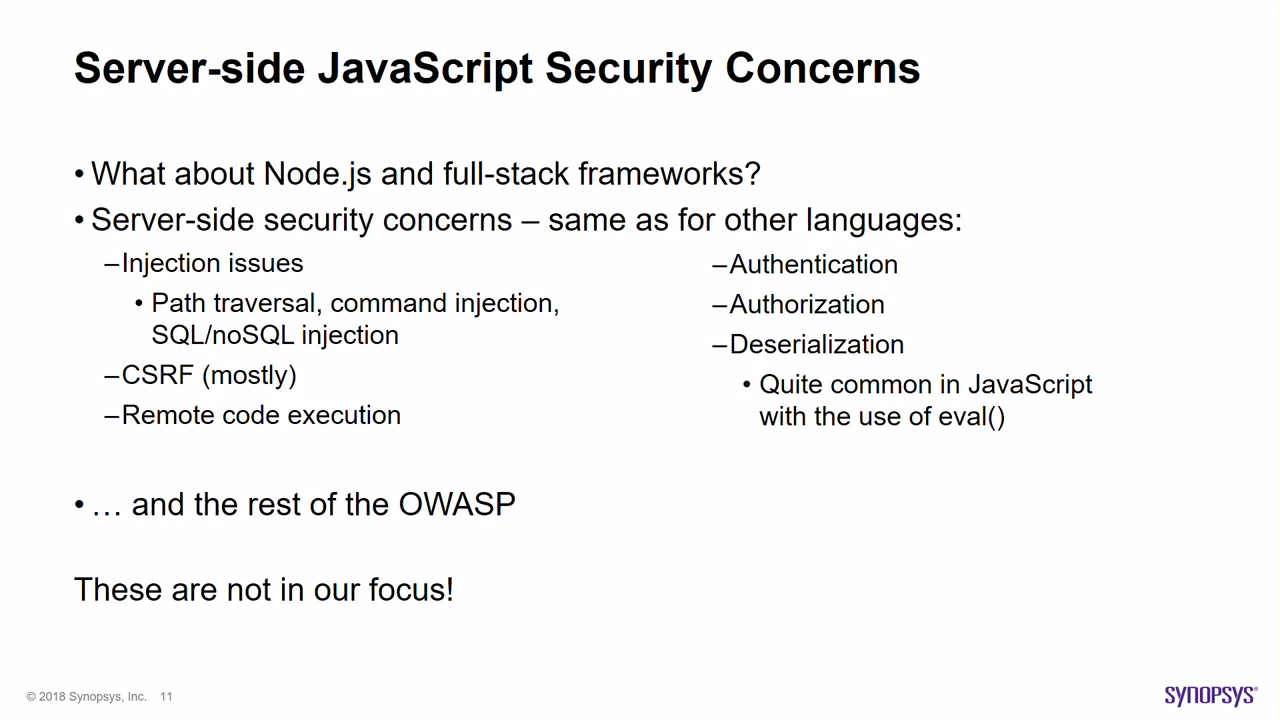 Server-side JavaScript Security Concerns
• What about Node.js and full-stack frameworks?
• Server-side security concerns – same as for other languages:
–Injection issues
• Path traversal, command injection,
SQL/noSQL injection
–CSRF (mostly)
–Remote code execution
–Authentication
–Authorization
–Deserialization
• Quite common in JavaScript
with the use of eval()
• … and the rest of the OWASP
These are not in our focus!
© 2018 Synopsys, Inc. 11
SYNOPSYS®